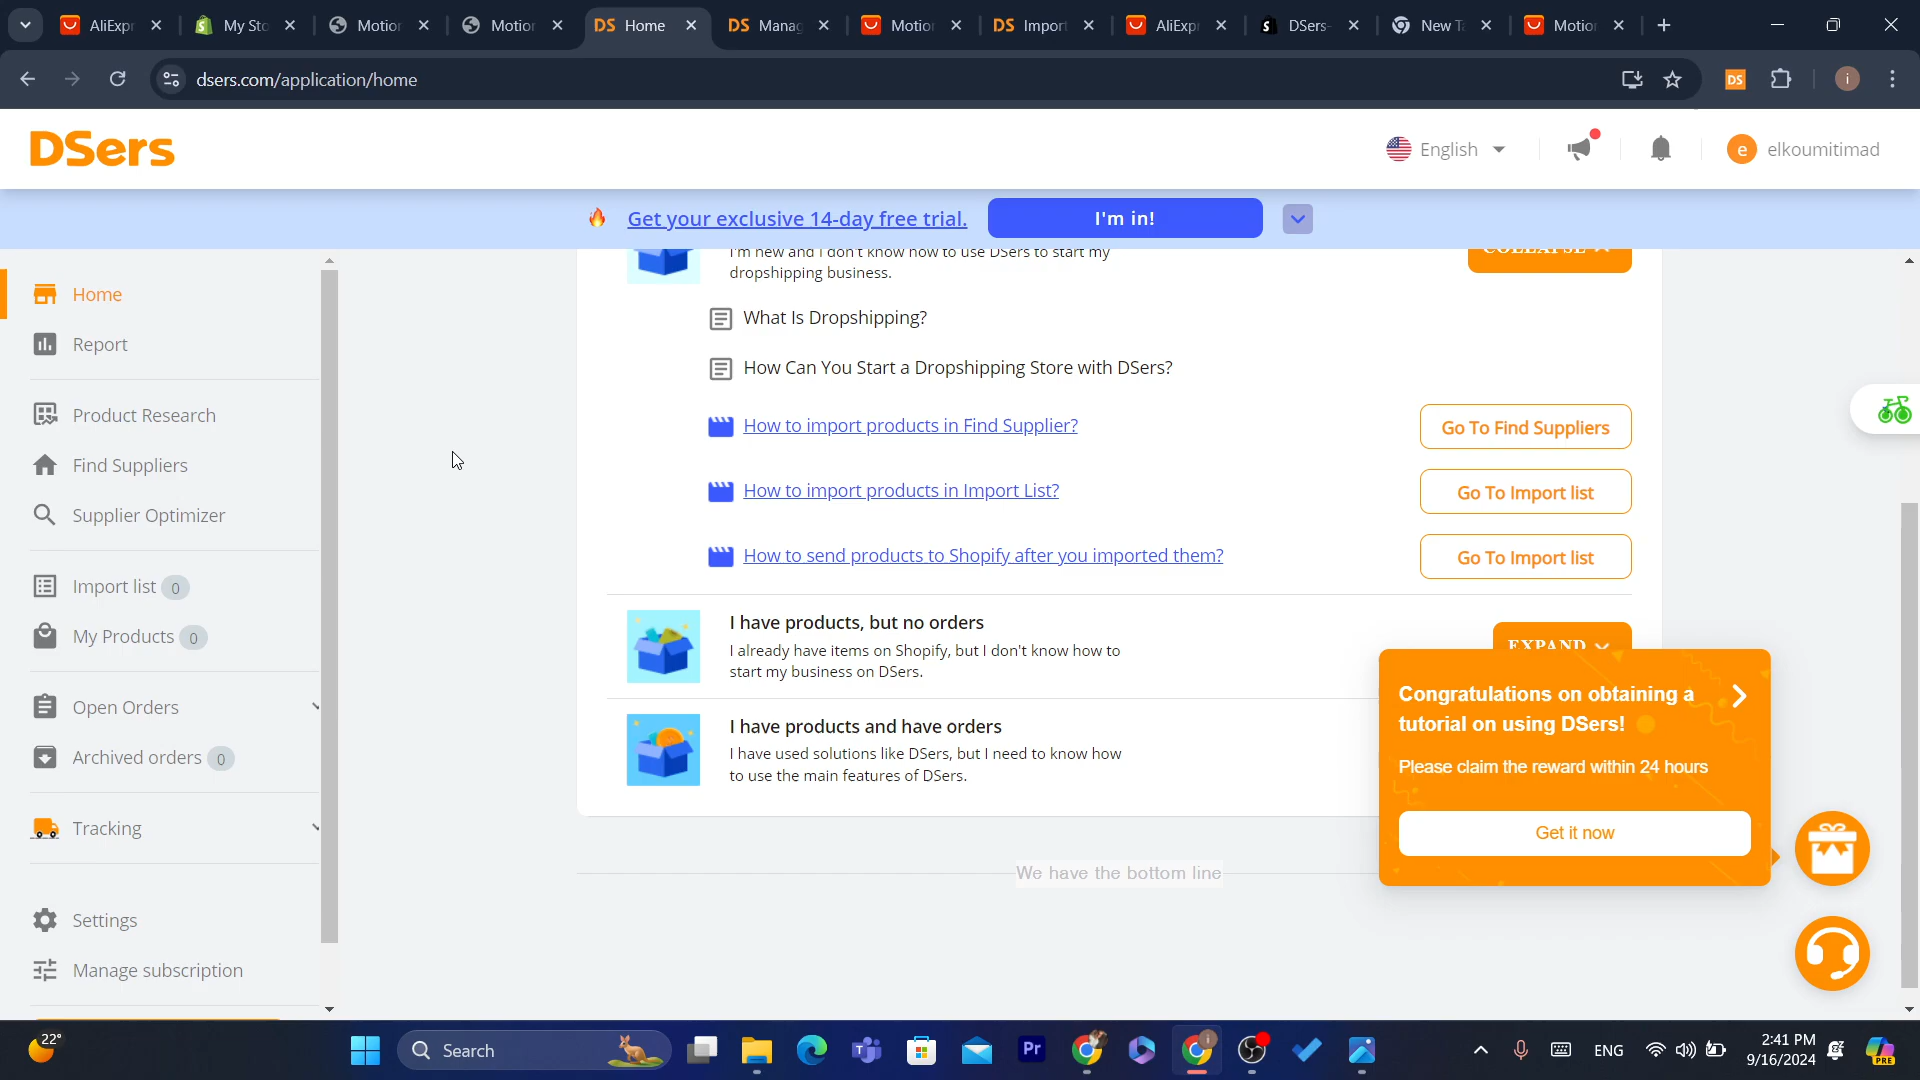 AliExpr
My Sto
Motion
Motion
DS Home
DS Manag
Motion
DS Import
AliExpr
DSers-
New T
Motion
dsers.com/application/home
DS
i
DSers
English
e
elkoumitimad
Get your exclusive 14-day free trial.
I'm in!
Home
Report
Product Research
Find Suppliers
Supplier Optimizer
Import list 0
My Products 0
Open Orders
Archived orders 0
Tracking
Settings
Manage subscription
I'm new and I don't know how to use DSers to start my
dropshipping business.
COLLAPSE
What Is Dropshipping?
How Can You Start a Dropshipping Store with DSers?
How to import products in Find Supplier?
Go To Find Suppliers
How to import products in Import List?
Go To Import list
How to send products to Shopify after you imported them?
Go To Import list
I have products, but no orders
I already have items on Shopify, but I don't know how to
start my business on DSers.
EXPAND
I have products and have orders
I have used solutions like DSers, but I need to know how
to use the main features of DSers.
We have the bottom line
Congratulations on obtaining a
tutorial on using DSers!
Please claim the reward within 24 hours
Get it now
22°
Search
Pr
i
ENG
2:41 PM
9/16/2024
PRE